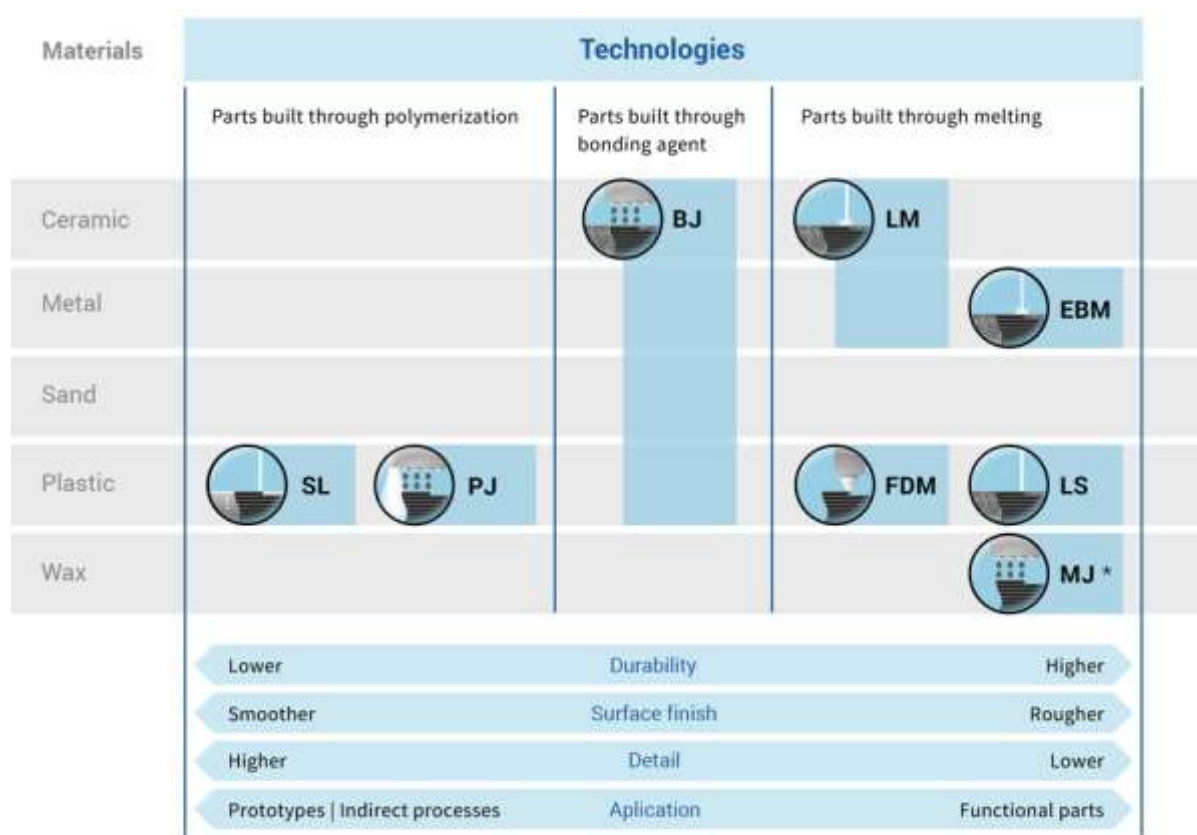 Materials
Technologies
Parts built through polymerization
Parts built through
bonding agent
Parts built through melting
Ceramic
BJ
LM
Metal
EBM
Sand
Plastic
SL
PJ
FDM
LS
Wax
MJ *
Lower Durability Higher
Smoother Surface finish Rougher
Higher Detail Lower
Prototypes | Indirect processes Aplication Functional parts